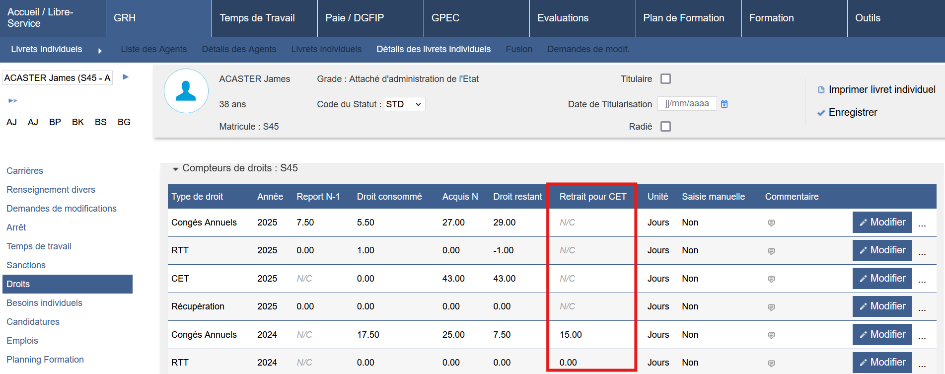 Accueil / Libre-Service
GRH
Temps de Travail
Paie / DGFIP
GPEC
Evaluations
Plan de Formation
Formation
Outils
Livrets Individuels
Liste des Agents
Détails des Agents
Livrets individuels
Détails des livrets individuels
Fusion
Demandes de modif.
ACASTER James (S45 - A
AJ AJ BP BK BS BG
ACASTER James
Grade : Attaché d'administration de l'Etat
Titulaire
38 ans
Code du Statut : STD
Date de Titularisation jj/mm/aaaa
Matricule : S45
Radié
Imprimer livret individuel
Enregistrer
Carrières
Renseignement divers
Demandes de modifications
Arrêt
Temps de travail
Sanctions
Droits
Besoins individuels
Candidatures
Emplois
Planning Formation
Compteurs de droits : S45
Type de droit Année Report N-1 Droit consommé Acquis N Droit restant Retrait pour CET Unité Saisie manuelle Commentaire
Congés Annuels 2025 7.50 5.50 27.00 29.00 N/C Jours Non Modifier ...
RTT 2025 0.00 1.00 0.00 -1.00 N/C Jours Non Modifier ...
CET 2025 N/C 0.00 43.00 43.00 N/C Jours Non Modifier ...
Récupération 2025 0.00 0.00 0.00 0.00 N/C Jours Non Modifier ...
Congés Annuels 2024 N/C 17.50 25.00 7.50 15.00 Jours Non Modifier ...
RTT 2024 N/C 0.00 0.00 0.00 0.00 Jours Non Modifier ...